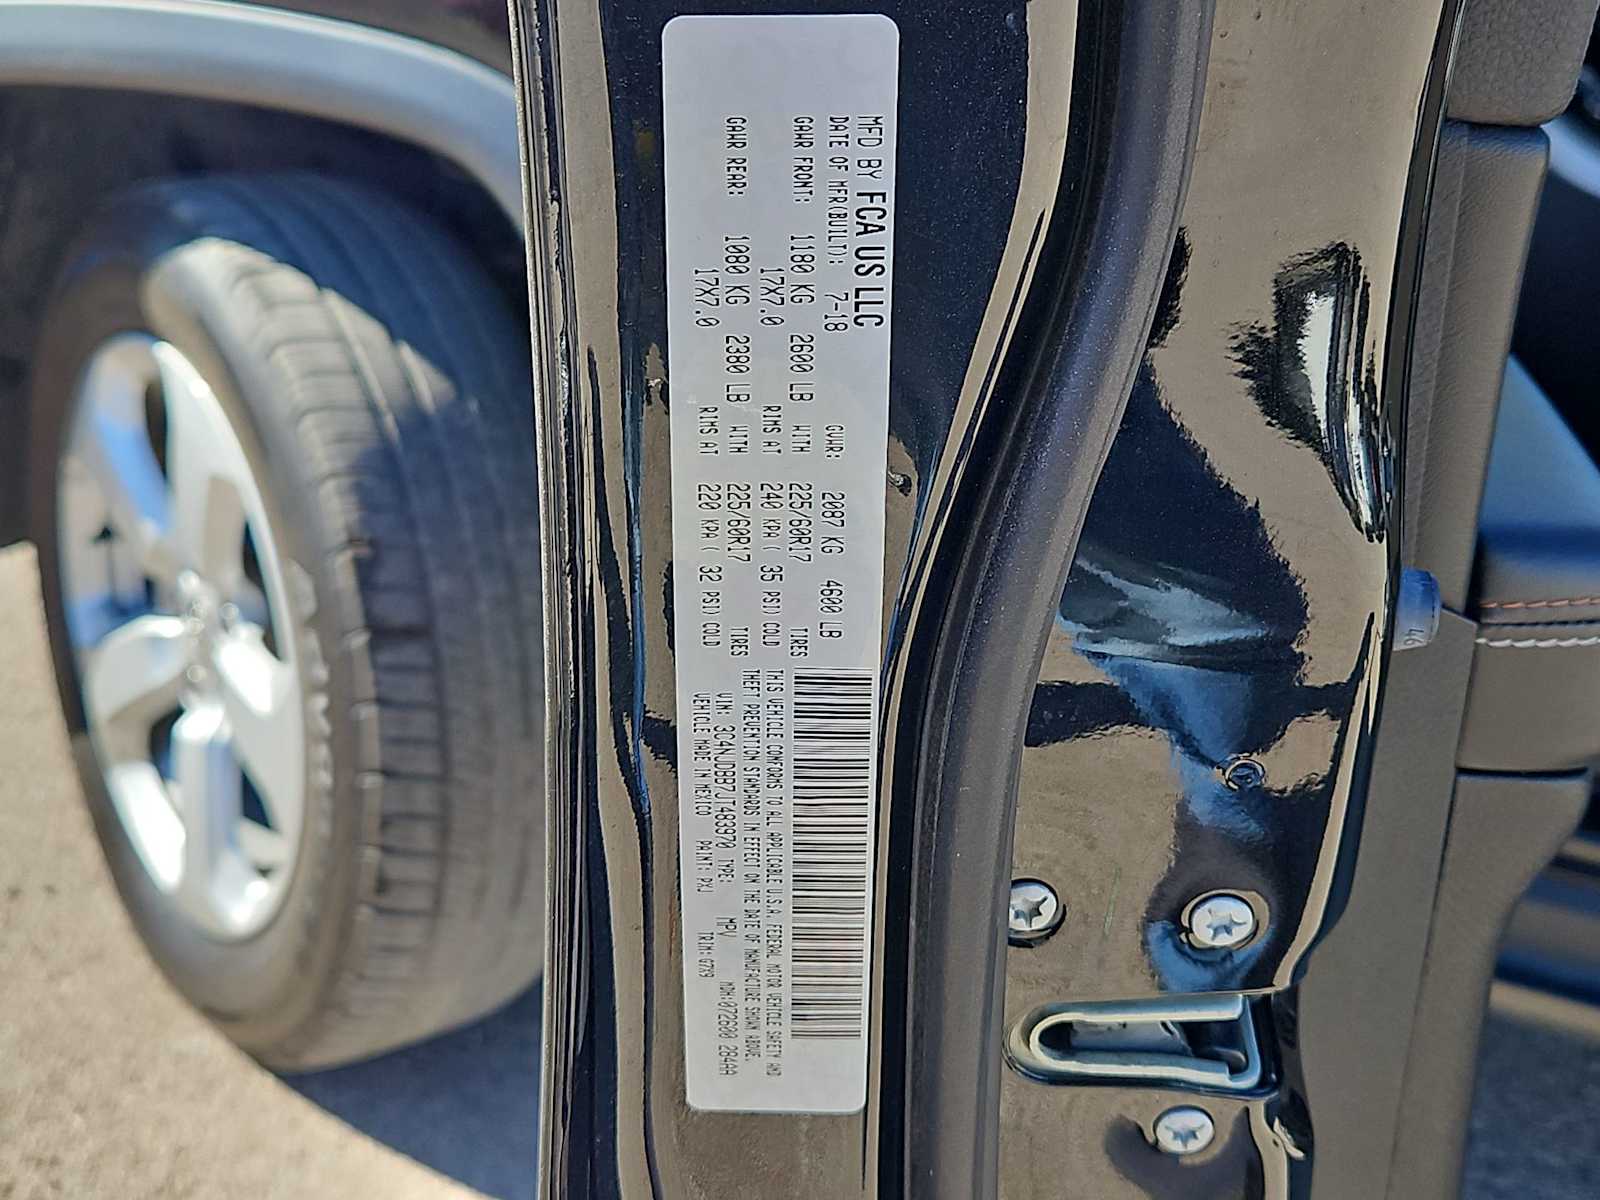 MFD BY FCA US LLC
DATE OF MFR(BUILT): 7-18 GVWR: 2087 KG 4600 LB
GAWR FRONT: 1180 KG 2600 LB WITH 225/60R17 TIRES
17X7.0 RIMS AT 240 KPA( 35 PSI) COLD
GAWR REAR: 1080 KG 2380 LB WITH 225/60R17 TIRES
17X7.0 RIMS AT 220 KPA( 32 PSI) COLD
THIS VEHICLE CONFORMS TO ALL APPLICABLE U.S.A. FEDERAL MOTOR VEHICLE SAFETY AND
THEFT PREVENTION STANDARDS IN EFFECT ON THE DATE OF MANUFACTURE SHOWN ABOVE.
VIN: 3C4NJDBB7JT483970 TYPE: MPV MDH:072600 284AA
VEHICLE MADE IN MEXICO PAINT: PXJ TRIM:G7X9